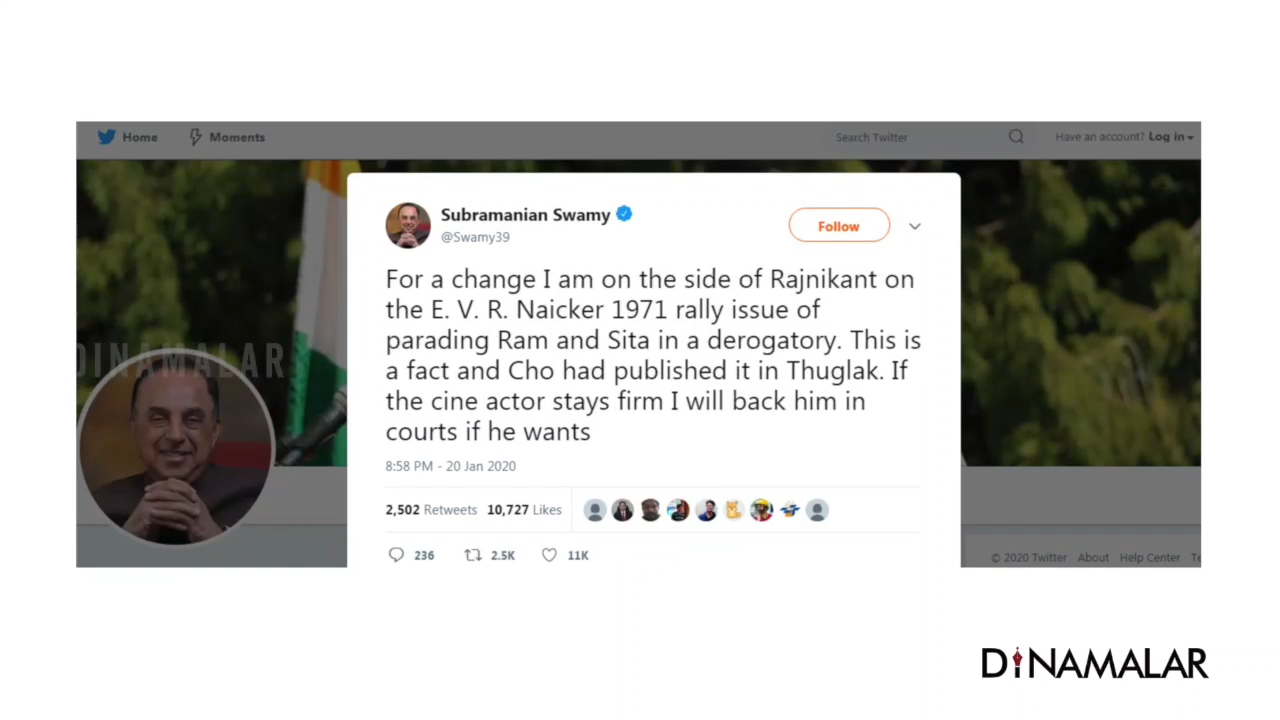 Home Moments Search Twitter Have an account? Log in
Subramanian Swamy
@Swamy39
Follow
For a change I am on the side of Rajnikant on
the E. V. R. Naicker 1971 rally issue of
parading Ram and Sita in a derogatory. This is
a fact and Cho had published it in Thuglak. If
the cine actor stays firm I will back him in
courts if he wants
8:58 PM - 20 Jan 2020
2,502 Retweets 10,727 Likes
236 2.5K 11K
DINAMALAR
© 2020 Twitter About Help Center
DINAMALAR